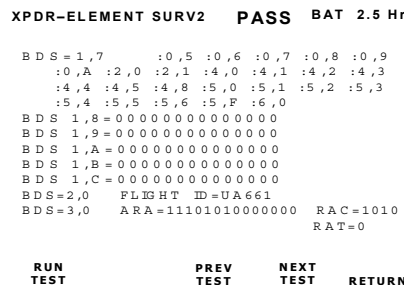 XPDR–ELEMENT SURV2 PASS BAT 2.5 Hr
BDS=1,7 :0,5 :0,6 :0,7 :0,8 :0,9
:0,A :2,0 :2,1 :4,0 :4,1 :4,2 :4,3
:4,4 :4,5 :4,8 :5,0 :5,1 :5,2 :5,3
:5,4 :5,5 :5,6 :5,F :6,0
BDS 1,8=00000000000000
BDS 1,9=00000000000000
BDS 1,A=00000000000000
BDS 1,B=00000000000000
BDS 1,C=00000000000000
BDS=2,0 FLIGHT ID=UA661
BDS=3,0 ARA=11101010000000 RAC=1010
RAT=0
RUN PREV NEXT
TEST TEST TEST RETURN